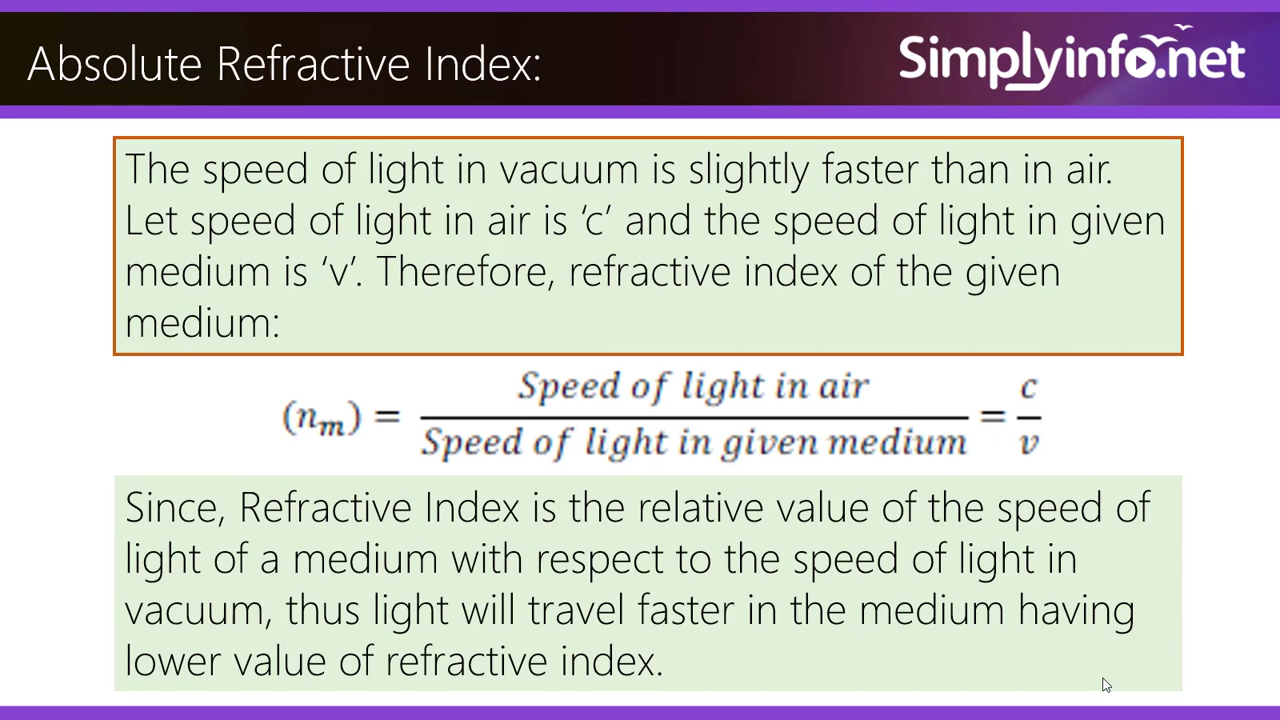 Absolute Refractive Index:
Simplyinfo.net
The speed of light in vacuum is slightly faster than in air.
Let speed of light in air is ‘c’ and the speed of light in given
medium is ‘v’. Therefore, refractive index of the given
medium:
(n_m) = Speed of light in air / Speed of light in given medium = c / v
Since, Refractive Index is the relative value of the speed of
light of a medium with respect to the speed of light in
vacuum, thus light will travel faster in the medium having
lower value of refractive index.